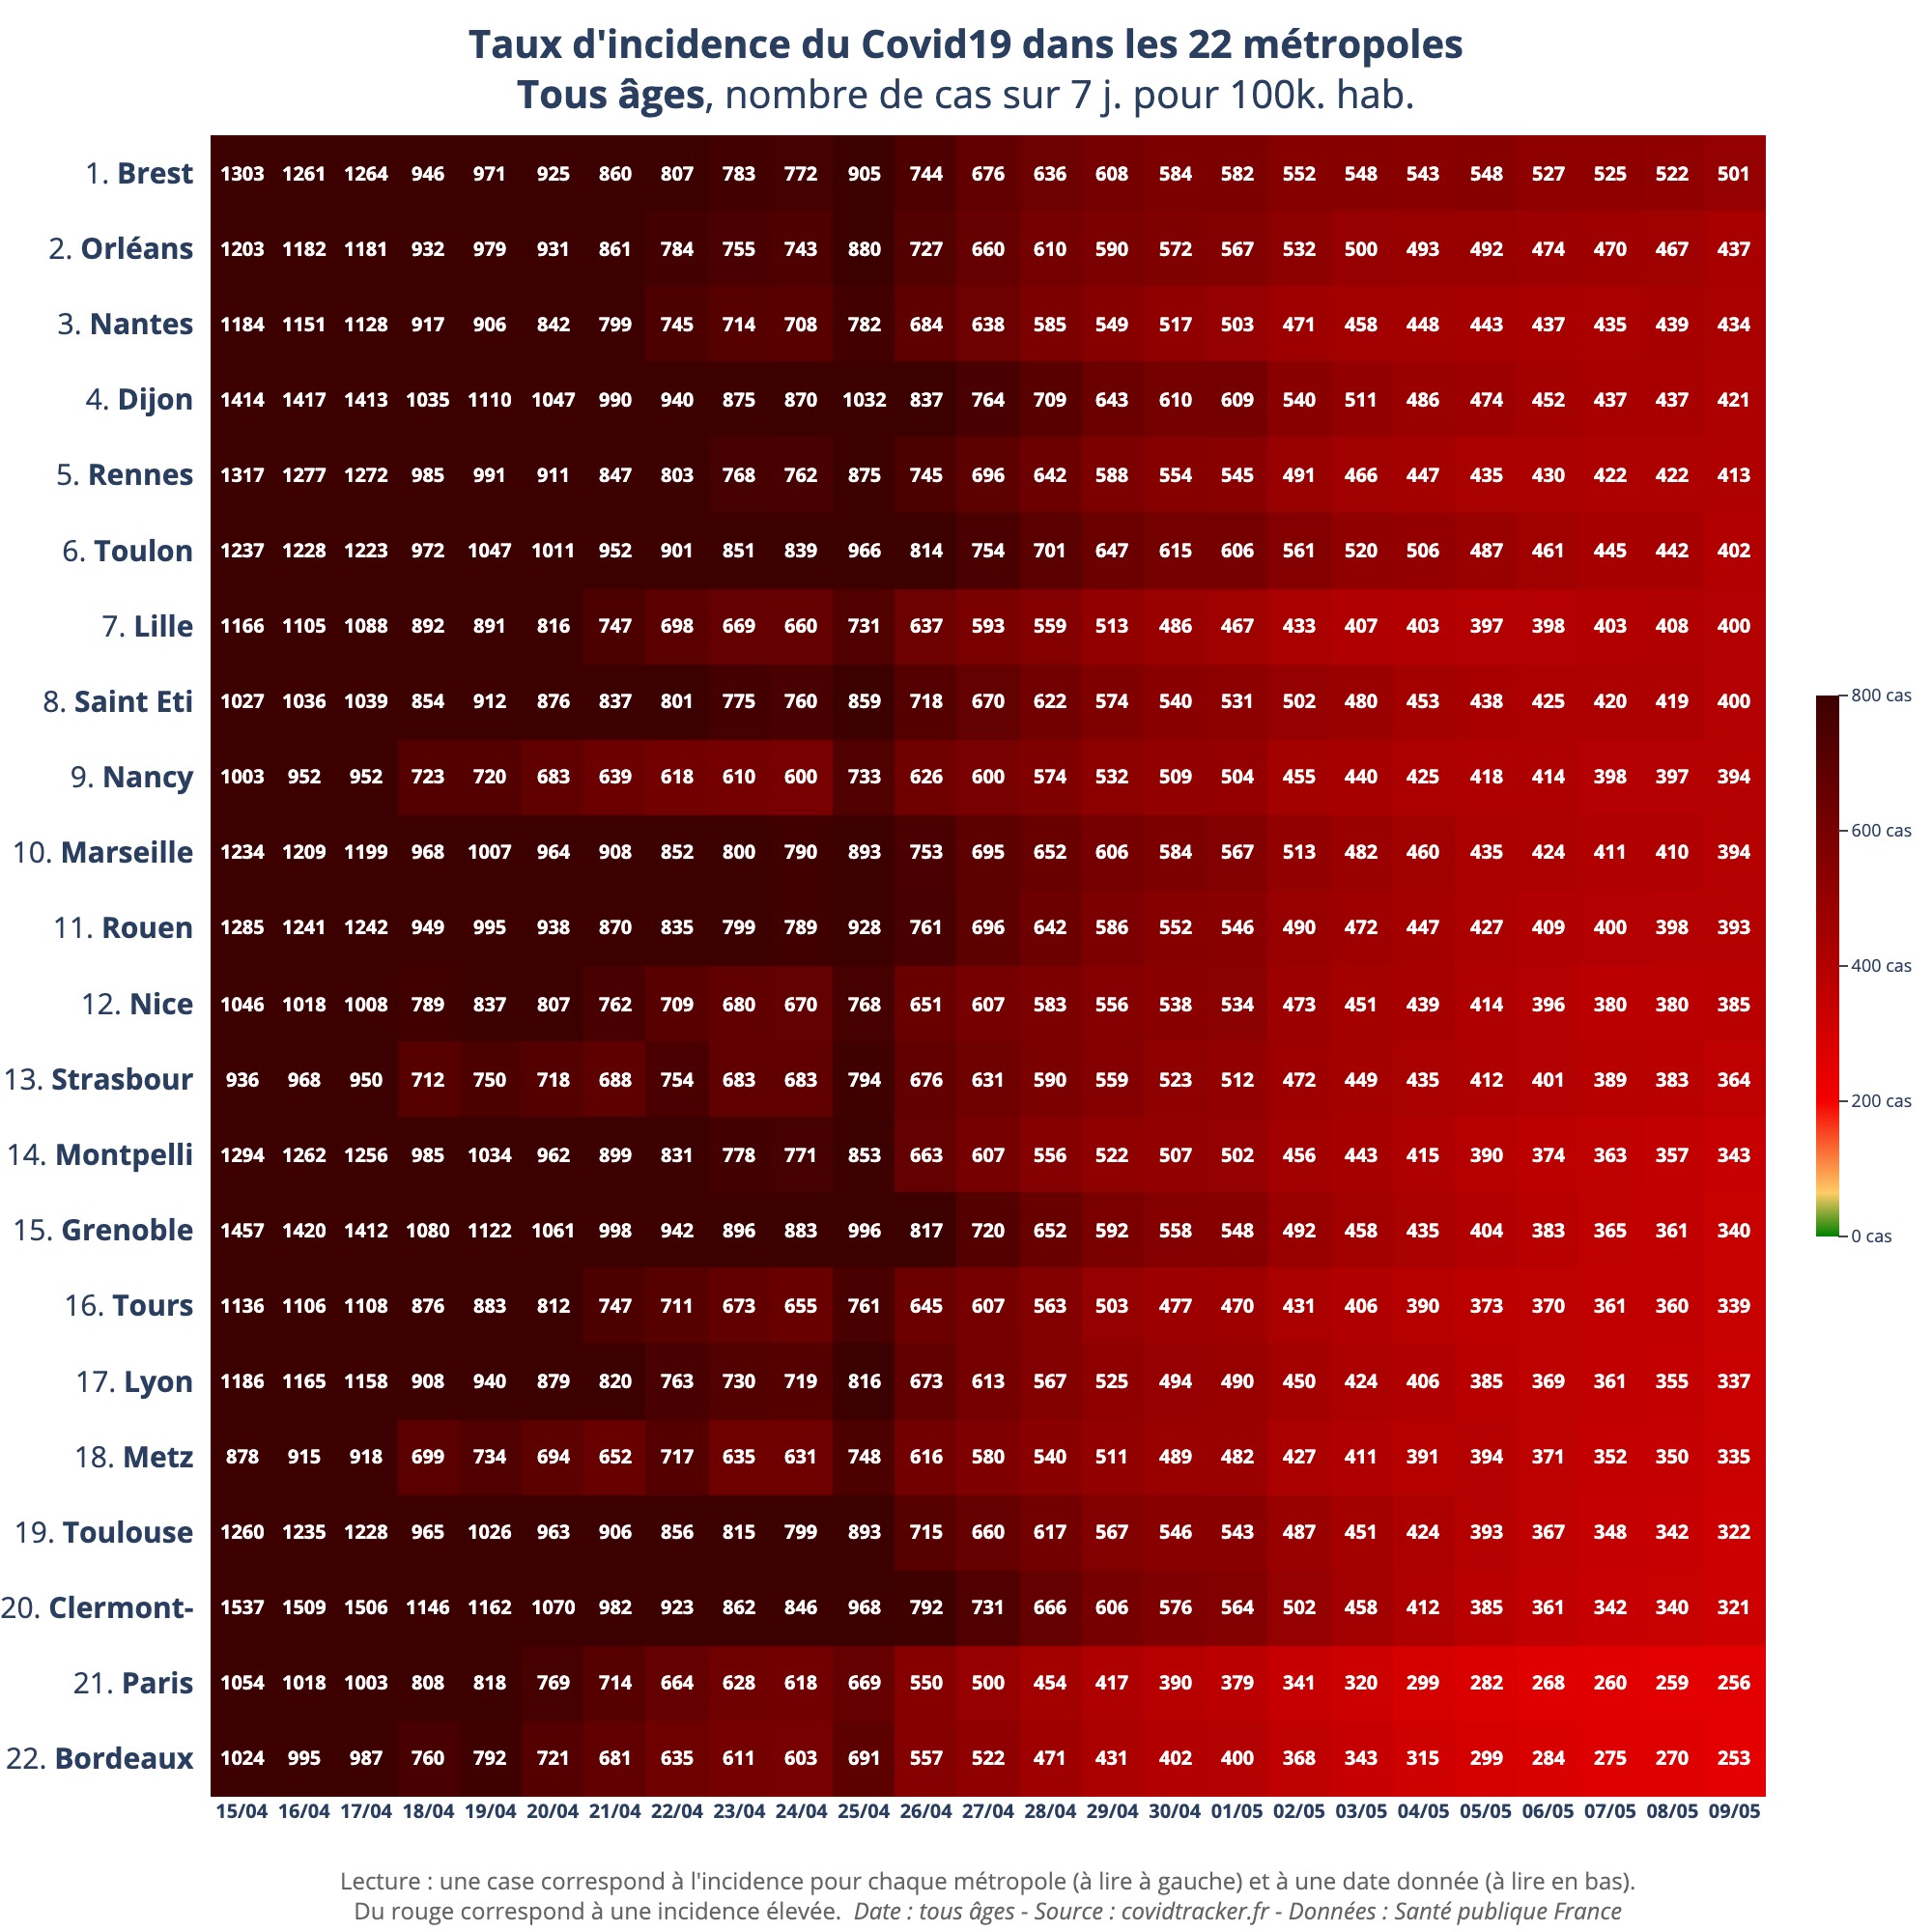 Taux d'incidence du Covid19 dans les 22 métropoles
Tous âges, nombre de cas sur 7 j. pour 100k. hab.
1. Brest 1303 1261 1264 946 971 925 860 807 783 772 905 744 676 636 608 584 582 552 548 543 548 527 525 522 501
2. Orléans 1203 1182 1181 932 979 931 861 784 755 743 880 727 660 610 590 572 567 532 500 493 492 474 470 467 437
3. Nantes 1184 1151 1128 917 906 842 799 745 714 708 782 684 638 585 549 517 503 471 458 448 443 437 435 439 434
4. Dijon 1414 1417 1413 1035 1110 1047 990 940 875 870 1032 837 764 709 643 610 609 540 511 486 474 452 437 437 421
5. Rennes 1317 1277 1272 985 991 911 847 803 768 762 875 745 696 642 588 554 545 491 466 447 435 430 422 422 413
6. Toulon 1237 1228 1223 972 1047 1011 952 901 851 839 966 814 754 701 647 615 606 561 520 506 487 461 445 442 402
7. Lille 1166 1105 1088 892 891 816 747 698 669 660 731 637 593 559 513 486 467 433 407 403 397 398 403 408 400
8. Saint Eti 1027 1036 1039 854 912 876 837 801 775 760 859 718 670 622 574 540 531 502 480 453 438 425 420 419 400
9. Nancy 1003 952 952 723 720 683 639 618 610 600 733 626 600 574 532 509 504 455 440 425 418 414 398 397 394
10. Marseille 1234 1209 1199 968 1007 964 908 852 800 790 893 753 695 652 606 584 567 513 482 460 435 424 411 410 394
11. Rouen 1285 1241 1242 949 995 938 870 835 799 789 928 761 696 642 586 552 546 490 472 447 427 409 400 398 393
12. Nice 1046 1018 1008 789 837 807 762 709 680 670 768 651 607 583 556 538 534 473 451 439 414 396 380 380 385
13. Strasbour 936 968 950 712 750 718 688 754 683 683 794 676 631 590 559 523 512 472 449 435 412 401 389 383 364
14. Montpelli 1294 1262 1256 985 1034 962 899 831 778 771 853 663 607 556 522 507 502 456 443 415 390 374 363 357 343
15. Grenoble 1457 1420 1412 1080 1122 1061 998 942 896 883 996 817 720 652 592 558 548 492 458 435 404 383 365 361 340
16. Tours 1136 1106 1108 876 883 812 747 711 673 655 761 645 607 563 503 477 470 431 406 390 373 370 361 360 339
17. Lyon 1186 1165 1158 908 940 879 820 763 730 719 816 673 613 567 525 494 490 450 424 406 385 369 361 355 337
18. Metz 878 915 918 699 734 694 652 717 635 631 748 616 580 540 511 489 482 427 411 391 394 371 352 350 335
19. Toulouse 1260 1235 1228 965 1026 963 906 856 815 799 893 715 660 617 567 546 543 487 451 424 393 367 348 342 322
20. Clermont- 1537 1509 1506 1146 1162 1070 982 923 862 846 968 792 731 666 606 576 564 502 458 412 385 361 342 340 321
21. Paris 1054 1018 1003 808 818 769 714 664 628 618 669 550 500 454 417 390 379 341 320 299 282 268 260 259 256
22. Bordeaux 1024 995 987 760 792 721 681 635 611 603 691 557 522 471 431 402 400 368 343 315 299 284 275 270 253
15/04 16/04 17/04 18/04 19/04 20/04 21/04 22/04 23/04 24/04 25/04 26/04 27/04 28/04 29/04 30/04 01/05 02/05 03/05 04/05 05/05 06/05 07/05 08/05 09/05
800 cas
600 cas
400 cas
200 cas
0 cas
Lecture : une case correspond à l'incidence pour chaque métropole (à lire à gauche) et à une date donnée (à lire en bas).
Du rouge correspond à une incidence élevée. Date : tous âges - Source : covidtracker.fr - Données : Santé publique France